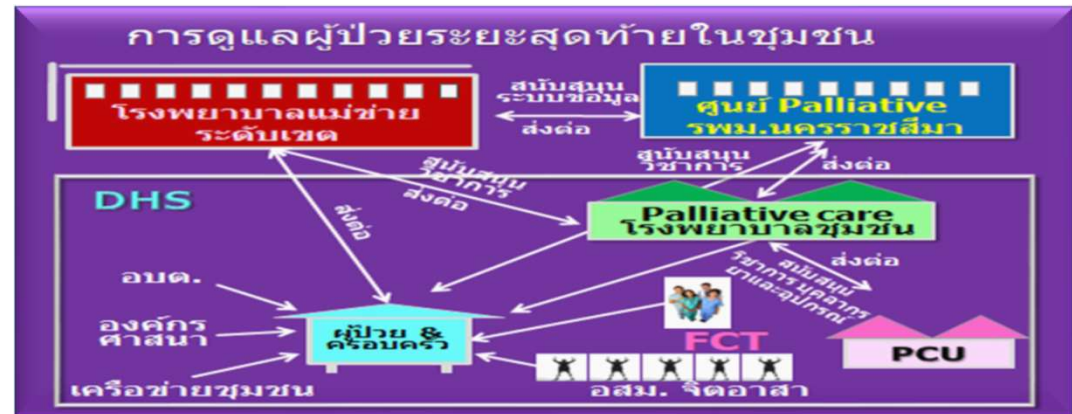 การดูแลผู้ป่วยระยะสุดท้ายในชุมชน
โรงพยาบาลแม่ข่าย
ระดับเขต
สนับสนุน
ระบบข้อมูล
ส่งต่อ
ศูนย์ Palliative
รพม.นครราชสีมา
สนับสนุน
วิชาการ
ส่งต่อ
สนับสนุน
วิชาการ
ส่งต่อ
ส่งต่อ
DHS
Palliative care
โรงพยาบาลชุมชน
ส่งต่อ
สนับสนุน
วิชาการ บุคลากร
ยาและอุปกรณ์
อบต.
องค์กร
ศาสนา
เครือข่ายชุมชน
ผู้ป่วย &
ครอบครัว
FCT
อสม. จิตอาสา
PCU